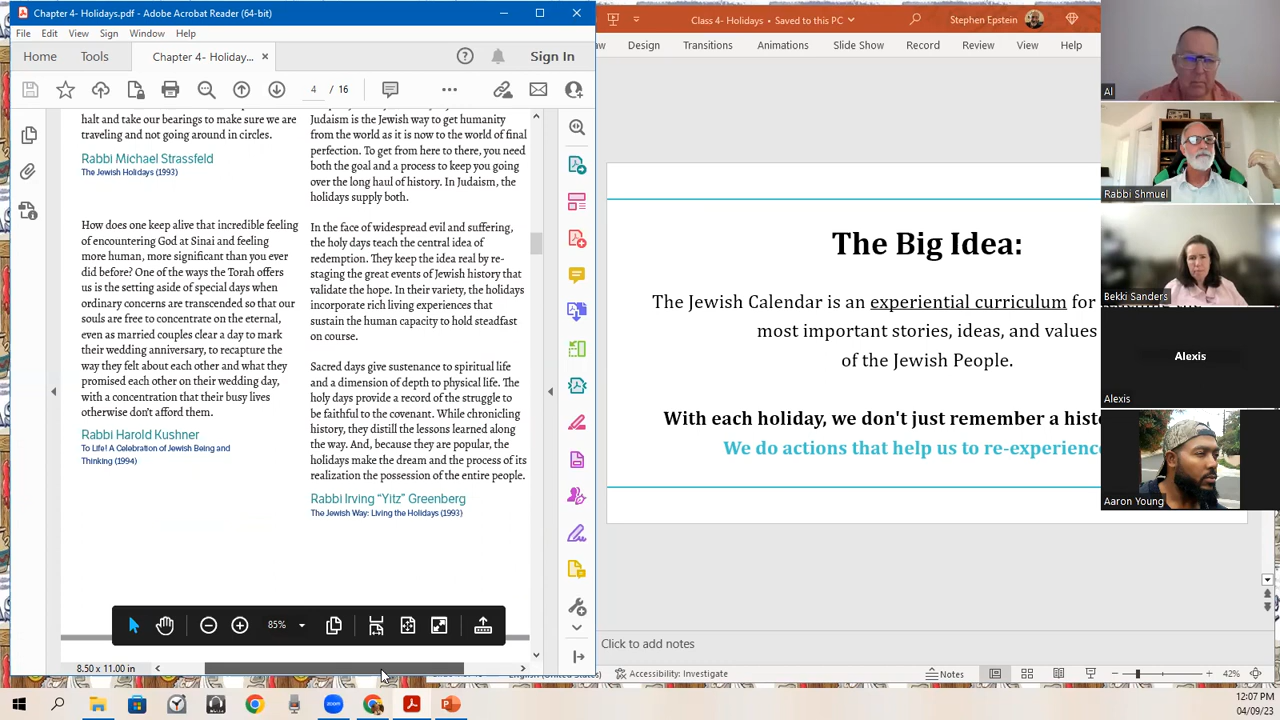 Chapter 4- Holidays.pdf - Adobe Acrobat Reader (64-bit)
File Edit View Sign Window Help
Home Tools Chapter 4- Holiday... × Sign In
4 / 16
halt and take our bearings to make sure we are
traveling and not going around in circles.
Rabbi Michael Strassfeld
The Jewish Holidays (1993)
How does one keep alive that incredible feeling
of encountering God at Sinai and feeling
more human, more significant than you ever
did before? One of the ways the Torah offers
us is the setting aside of special days when
ordinary concerns are transcended so that our
souls are free to concentrate on the eternal,
even as married couples clear a day to mark
their wedding anniversary, to recapture the
way they felt about each other and what they
promised each other on their wedding day,
with a concentration that their busy lives
otherwise don't afford them.
Rabbi Harold Kushner
To Life! A Celebration of Jewish Being and
Thinking (1994)
Judaism is the Jewish way to get humanity
from the world as it is now to the world of final
perfection. To get from here to there, you need
both the goal and a process to keep you going
over the long haul of history. In Judaism, the
holidays supply both.
In the face of widespread evil and suffering,
the holy days teach the central idea of
redemption. They keep the idea real by re-
staging the great events of Jewish history that
validate the hope. In their variety, the holidays
incorporate rich living experiences that
sustain the human capacity to hold steadfast
on course.
Sacred days give sustenance to spiritual life
and a dimension of depth to physical life. The
holy days provide a record of the struggle to
be faithful to the covenant. While chronicling
history, they distill the lessons learned along
the way. And, because they are popular, the
holidays make the dream and the process of its
realization the possession of the entire people.
Rabbi Irving "Yitz" Greenberg
The Jewish Way: Living the Holidays (1993)
85%
8.50 x 11.00 in
Class 4- Holidays • Saved to this PC
Stephen Epstein
aw Design Transitions Animations Slide Show Record Review View Help
The Big Idea:
The Jewish Calendar is an experiential curriculum for
most important stories, ideas, and values
of the Jewish People.
With each holiday, we don't just remember a histo
We do actions that help us to re-experience
Click to add notes
English (United States)
Accessibility: Investigate
Notes
42%
Al
Rabbi Shmuel
Bekki Sanders
Alexis
Alexis
Aaron Young
zoom
12:07 PM
04/09/23